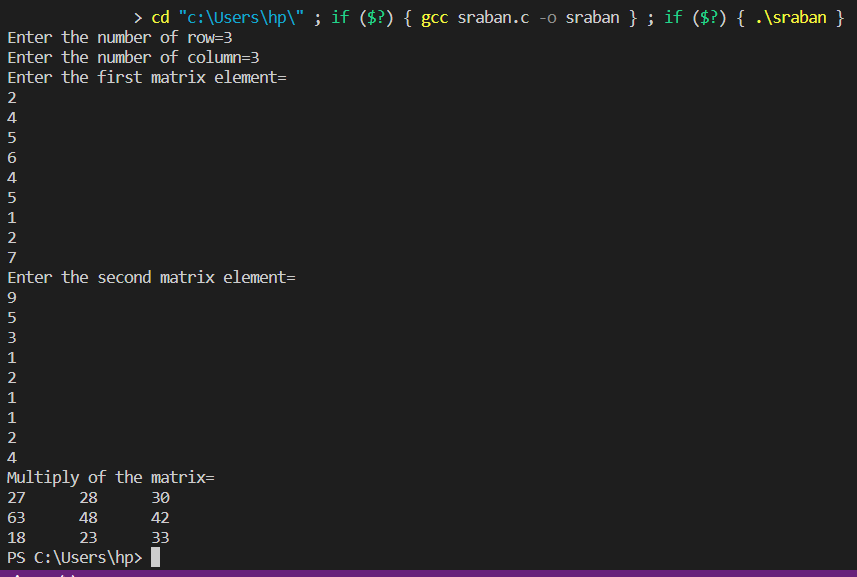 > cd "c:\Users\hp\" ; if ($?) { gcc sraban.c -o sraban } ; if ($?) { .\sraban }
Enter the number of row=3
Enter the number of column=3
Enter the first matrix element=
2
4
5
6
4
5
1
2
7
Enter the second matrix element=
9
5
3
1
2
1
1
2
4
Multiply of the matrix=
27 28 30
63 48 42
18 23 33
PS C:\Users\hp>